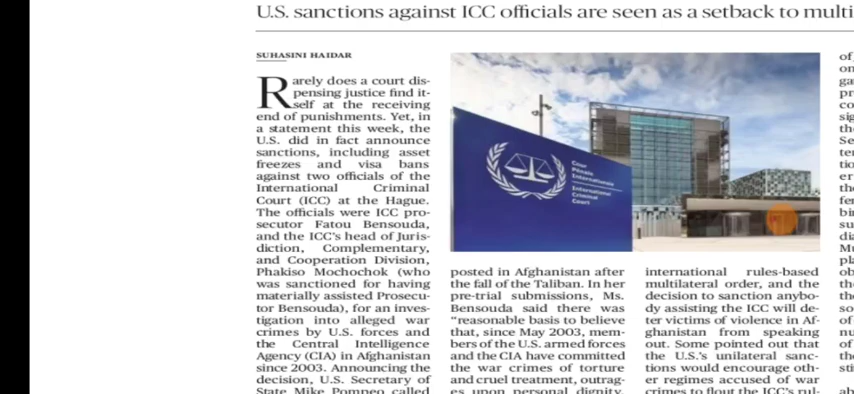 U.S. sanctions against ICC officials are seen as a setback to multi
SUHASINI HAIDAR
Rarely does a court dis-
pensing justice find it-
self at the receiving
end of punishments. Yet, in
a statement this week, the
U.S. did in fact announce
sanctions, including asset
freezes and visa bans
against two officials of the
International Criminal
Court (ICC) at the Hague.
The officials were ICC pro-
secutor Fatou Bensouda,
and the ICC's head of Juris-
diction, Complementary,
and Cooperation Division,
Phakiso Mochochok (who
was sanctioned for having
materially assisted Prosecu-
tor Bensouda), for an inves-
tigation into alleged war
crimes by U.S. forces and
the Central Intelligence
Agency (CIA) in Afghanistan
since 2003. Announcing the
decision, U.S. Secretary of
State Mike Pompeo called
Cour
Pénale
Internationale
International
Criminal
Court
posted in Afghanistan after
the fall of the Taliban. In her
pre-trial submissions, Ms.
Bensouda said there was
"reasonable basis to believe
that, since May 2003, mem-
bers of the U.S. armed forces
and the CIA have committed
the war crimes of torture
and cruel treatment, outrag-
es upon personal dignity,
international rules-based
multilateral order, and the
decision to sanction anybo-
dy assisting the ICC will de-
ter victims of violence in Af-
ghanistan from speaking
out. Some pointed out that
the U.S.'s unilateral sanc-
tions would encourage oth-
er regimes accused of war
crimes to flout the ICC's rul-